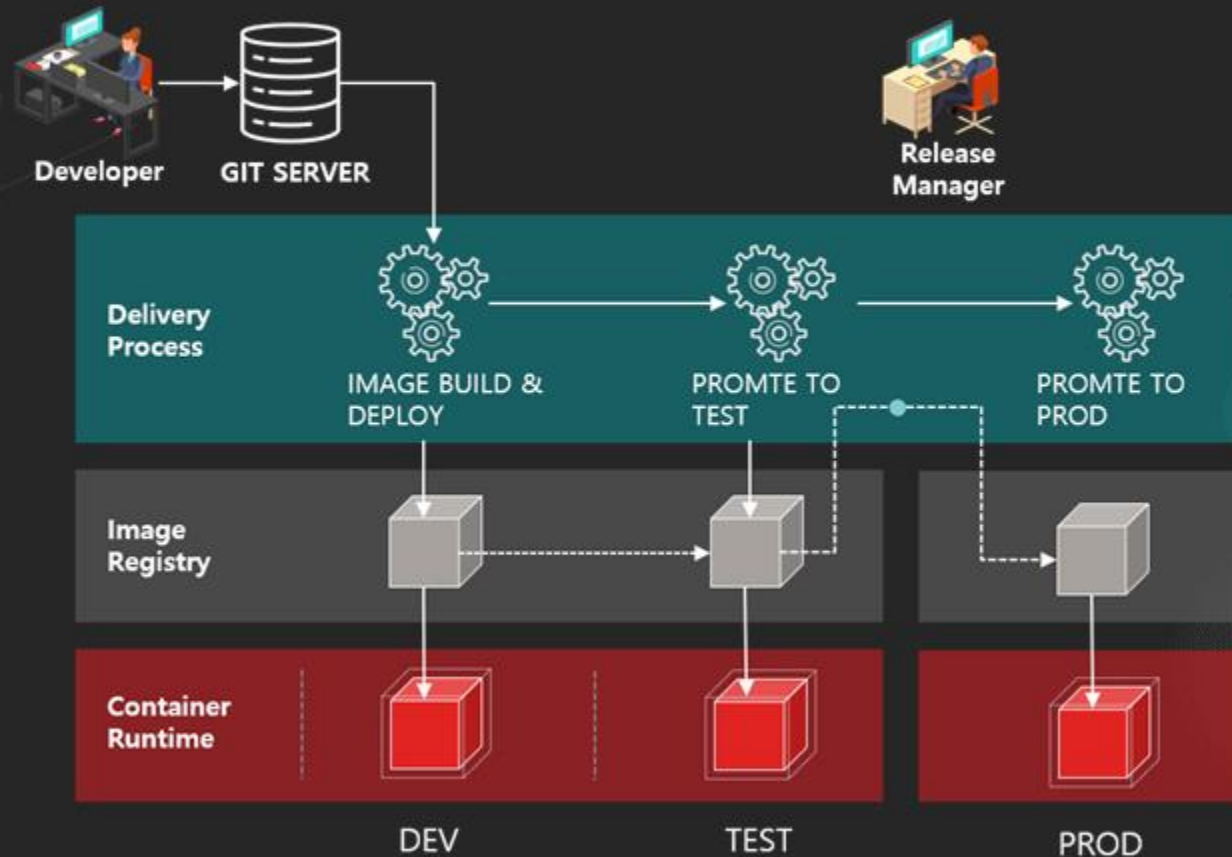 Developer
GIT SERVER
Release
Manager
Delivery
Process
IMAGE BUILD &
DEPLOY
PROMTE TO
TEST
PROMTE TO
PROD
Image
Registry
Container
Runtime
DEV
TEST
PROD